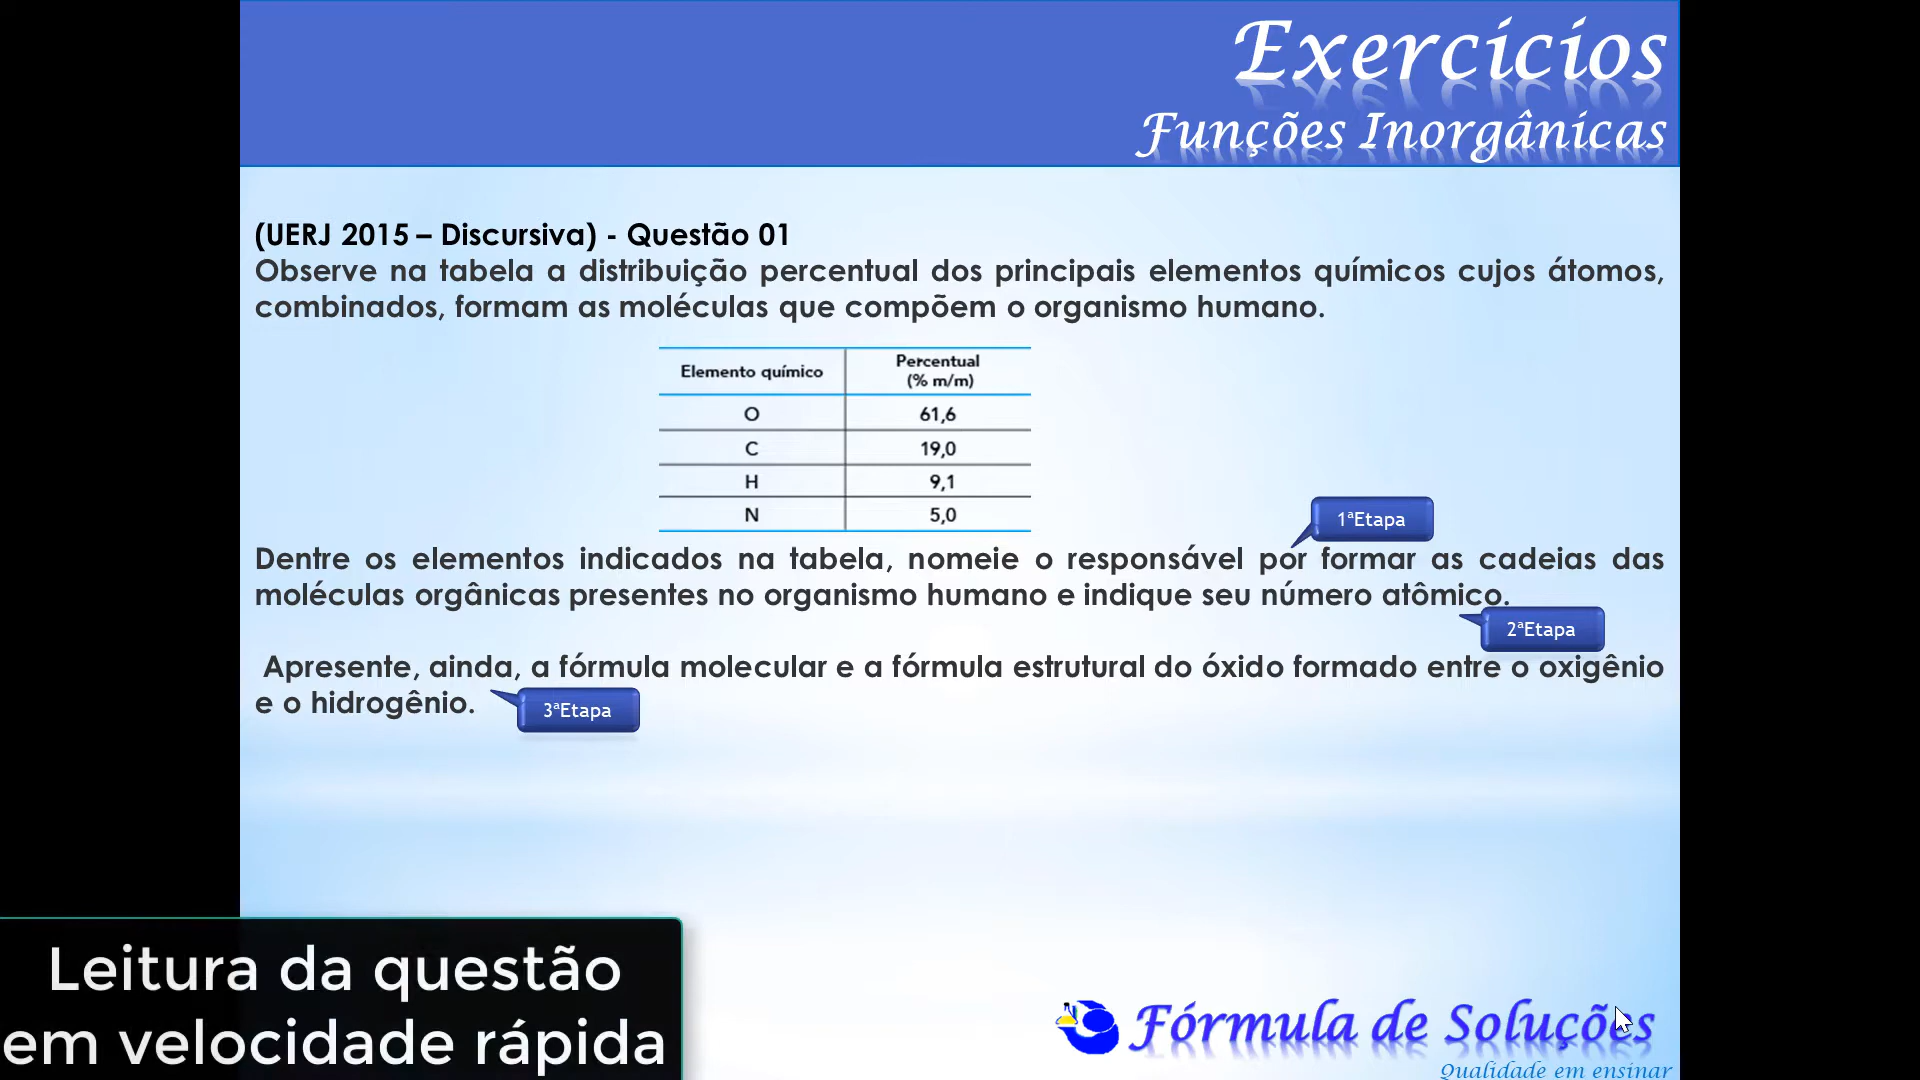 Exercícios
Funções Inorgânicas
(UERJ 2015 – Discursiva) - Questão 01
Observe na tabela a distribuição percentual dos principais elementos químicos cujos átomos,
combinados, formam as moléculas que compõem o organismo humano.
Elemento químico Percentual (% m/m)
O 61,6
C 19,0
H 9,1
N 5,0
1ªEtapa
Dentre os elementos indicados na tabela, nomeie o responsável por formar as cadeias das
moléculas orgânicas presentes no organismo humano e indique seu número atômico.
2ªEtapa
Apresente, ainda, a fórmula molecular e a fórmula estrutural do óxido formado entre o oxigênio
e o hidrogênio.
3ªEtapa
Leitura da questão
em velocidade rápida
Fórmula de Soluções
Qualidade em ensinar